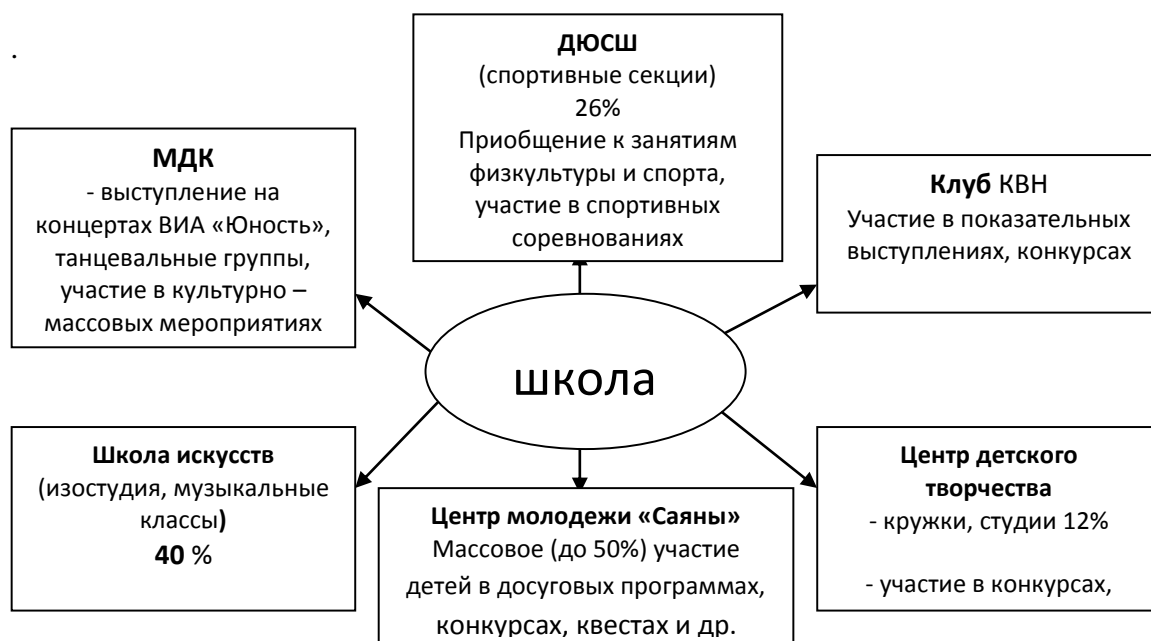 .
ДЮСШ
(спортивные секции)
26%
Приобщение к занятиям
физкультуры и спорта,
участие в спортивных
соревнованиях
МДК
- выступление на
концертах ВИА «Юность»,
танцевальные группы,
участие в культурно –
массовых мероприятиях
Клуб КВН
Участие в показательных
выступлениях, конкурсах
школа
Школа искусств
(изостудия, музыкальные
классы)
40 %
Центр молодежи «Саяны»
Массовое (до 50%) участие
детей в досуговых программах,
конкурсах, квестах и др.
Центр детского
творчества
- кружки, студии 12%
- участие в конкурсах,